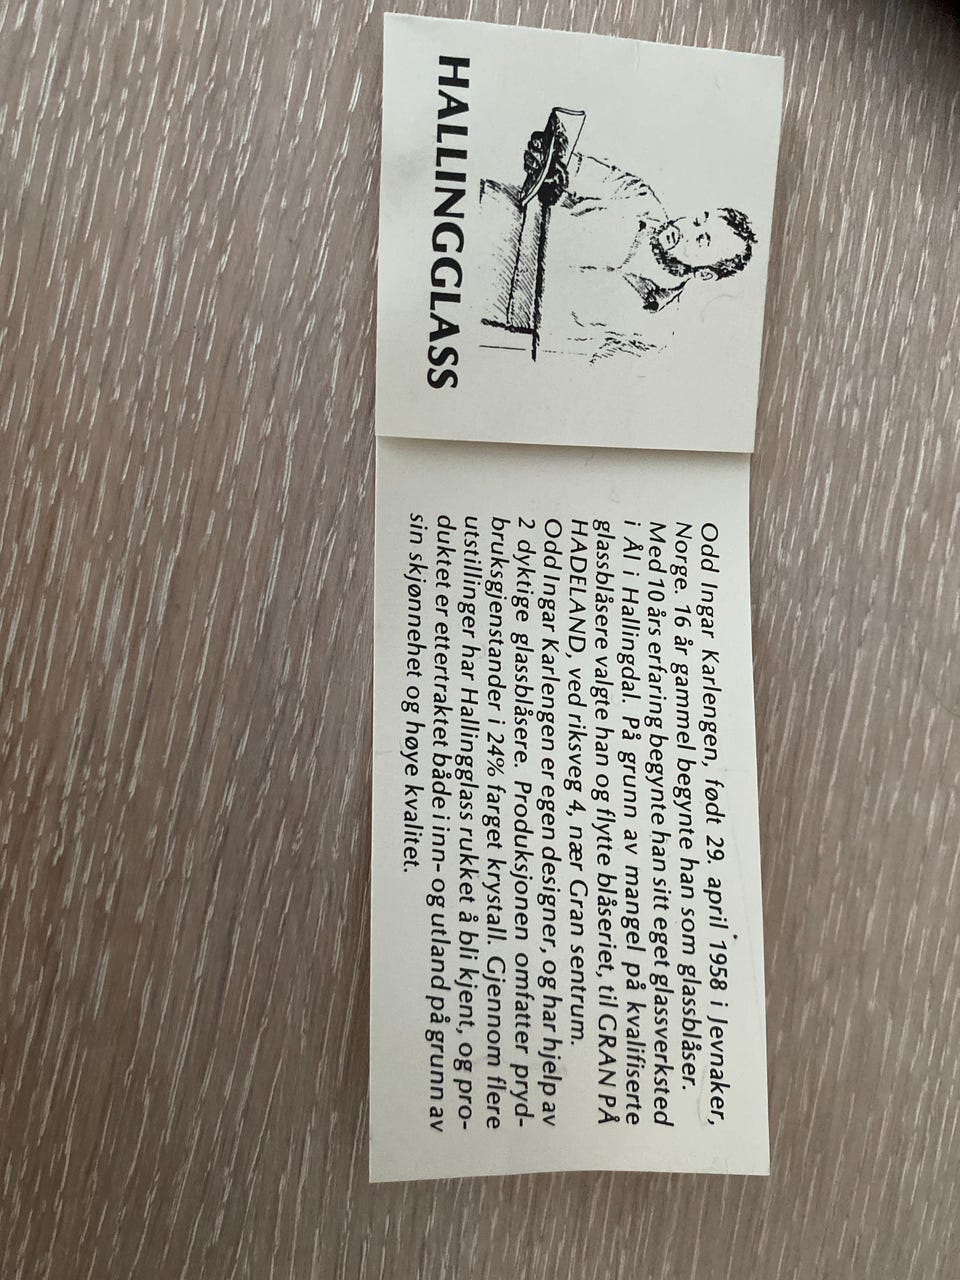 HALLINGGLASS
Odd Ingar Karlengen, født 29. april 1958 i Jevnaker,
Norge. 16 år gammel begynte han som glassblåser.
Med 10 års erfaring begynte han sitt eget glassverksted
i Ål i Hallingdal. På grunn av mangel på kvalifiserte
glassblåsere valgte han og flytte blåseriet, til GRAN PÅ
HADELAND, ved riksveg 4, nær Gran sentrum.
Odd Ingar Karlengen er egen designer, og har hjelp av
2 dyktige glassblåsere. Produksjonen omfatter pryd-
bruksgjenstander i 24% farget krystall. Gjennom flere
utstillinger har Hallingglass rukket å bli kjent, og pro-
duktet er ettertraktet både i inn- og utland på grunn av
sin skjønnehet og høye kvalitet.